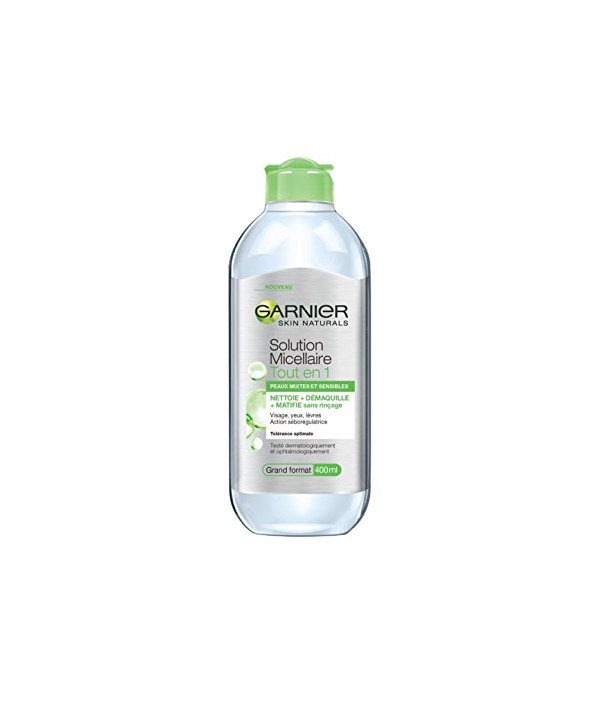 NOUVEAU
GARNIER
SKIN NATURALS
Solution
Micellaire
Tout en 1
PEAUX MIXTES ET SENSIBLES
NETTOIE + DÉMAQUILLE
+ MATIFIE sans rinçage
Visage, yeux, lèvres
Action séborégulatrice
Tolérance optimale
Testé dermatologiquement
et ophtalmologiquement
Grand format 400ml